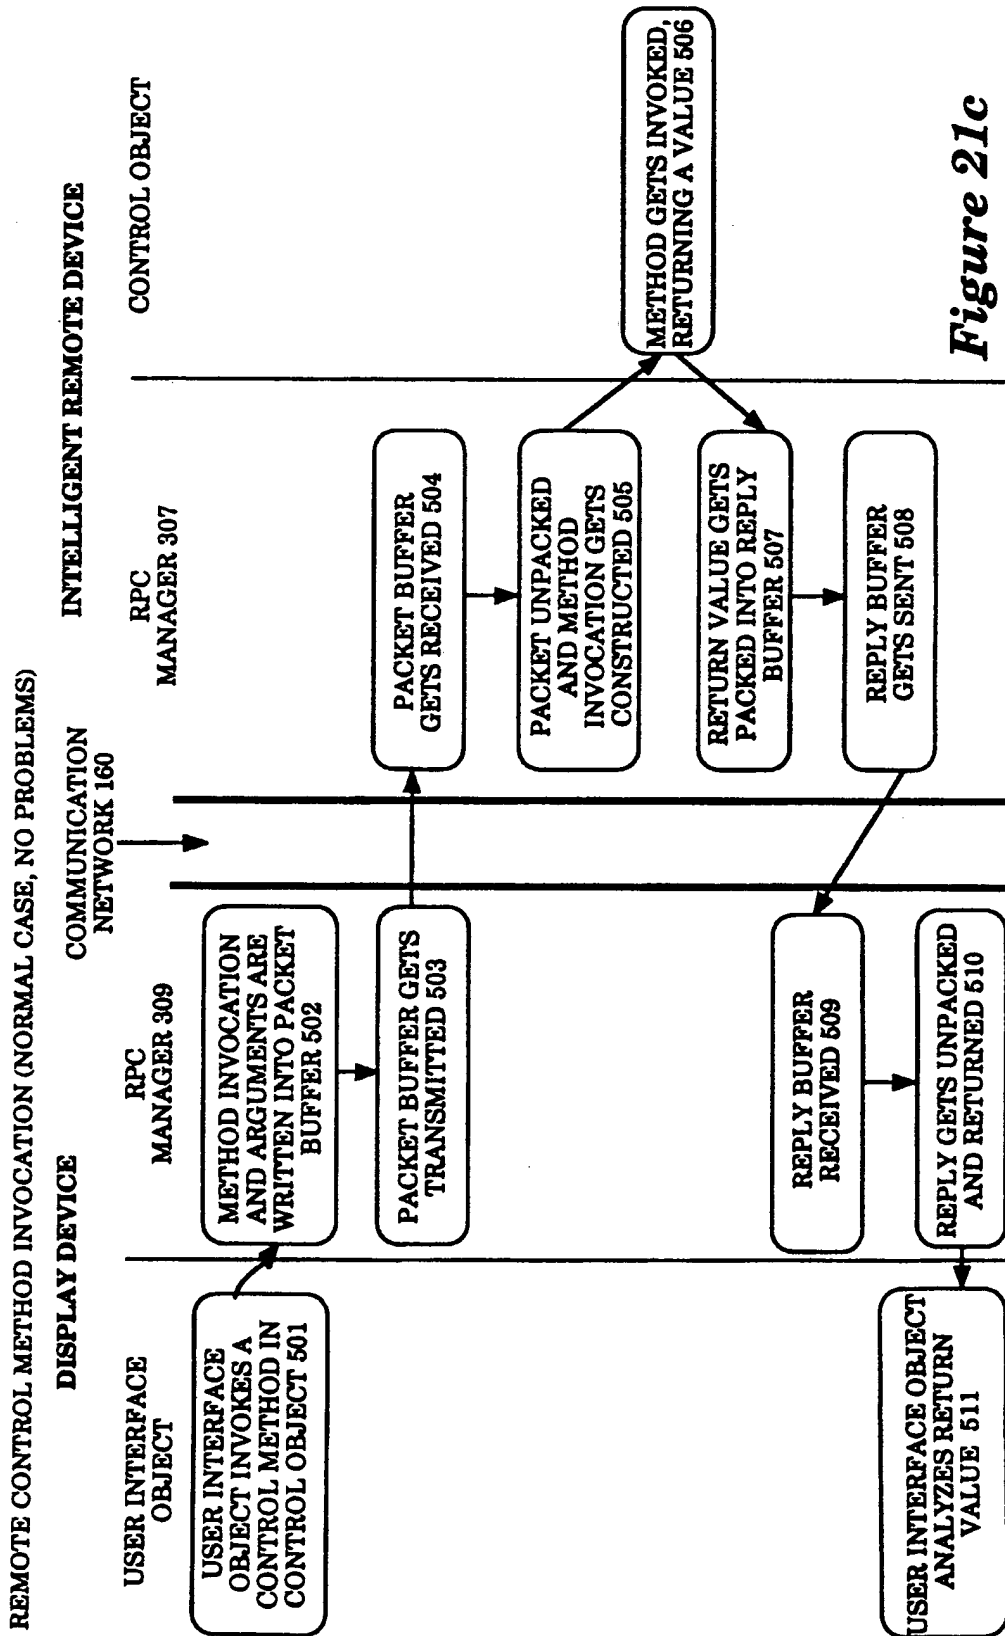 REMOTE CONTROL METHOD INVOCATION (NORMAL CASE, NO PROBLEMS)
DISPLAY DEVICE
COMMUNICATION
NETWORK 160
INTELLIGENT REMOTE DEVICE
USER INTERFACE
OBJECT
RPC
MANAGER 309
RPC
MANAGER 307
CONTROL OBJECT
USER INTERFACE
OBJECT INVOKES A
CONTROL METHOD IN
CONTROL OBJECT 501
METHOD INVOCATION
AND ARGUMENTS ARE
WRITTEN INTO PACKET
BUFFER 502
PACKET BUFFER GETS
TRANSMITTED 503
PACKET BUFFER
GETS RECEIVED 504
PACKET UNPACKED
AND METHOD
INVOCATION GETS
CONSTRUCTED 505
METHOD GETS INVOKED,
RETURNING A VALUE 506
RETURN VALUE GETS
PACKED INTO REPLY
BUFFER 507
REPLY BUFFER
GETS SENT 508
REPLY BUFFER
RECEIVED 509
REPLY GETS UNPACKED
AND RETURNED 510
USER INTERFACE OBJECT
ANALYZES RETURN
VALUE 511
Figure 21c